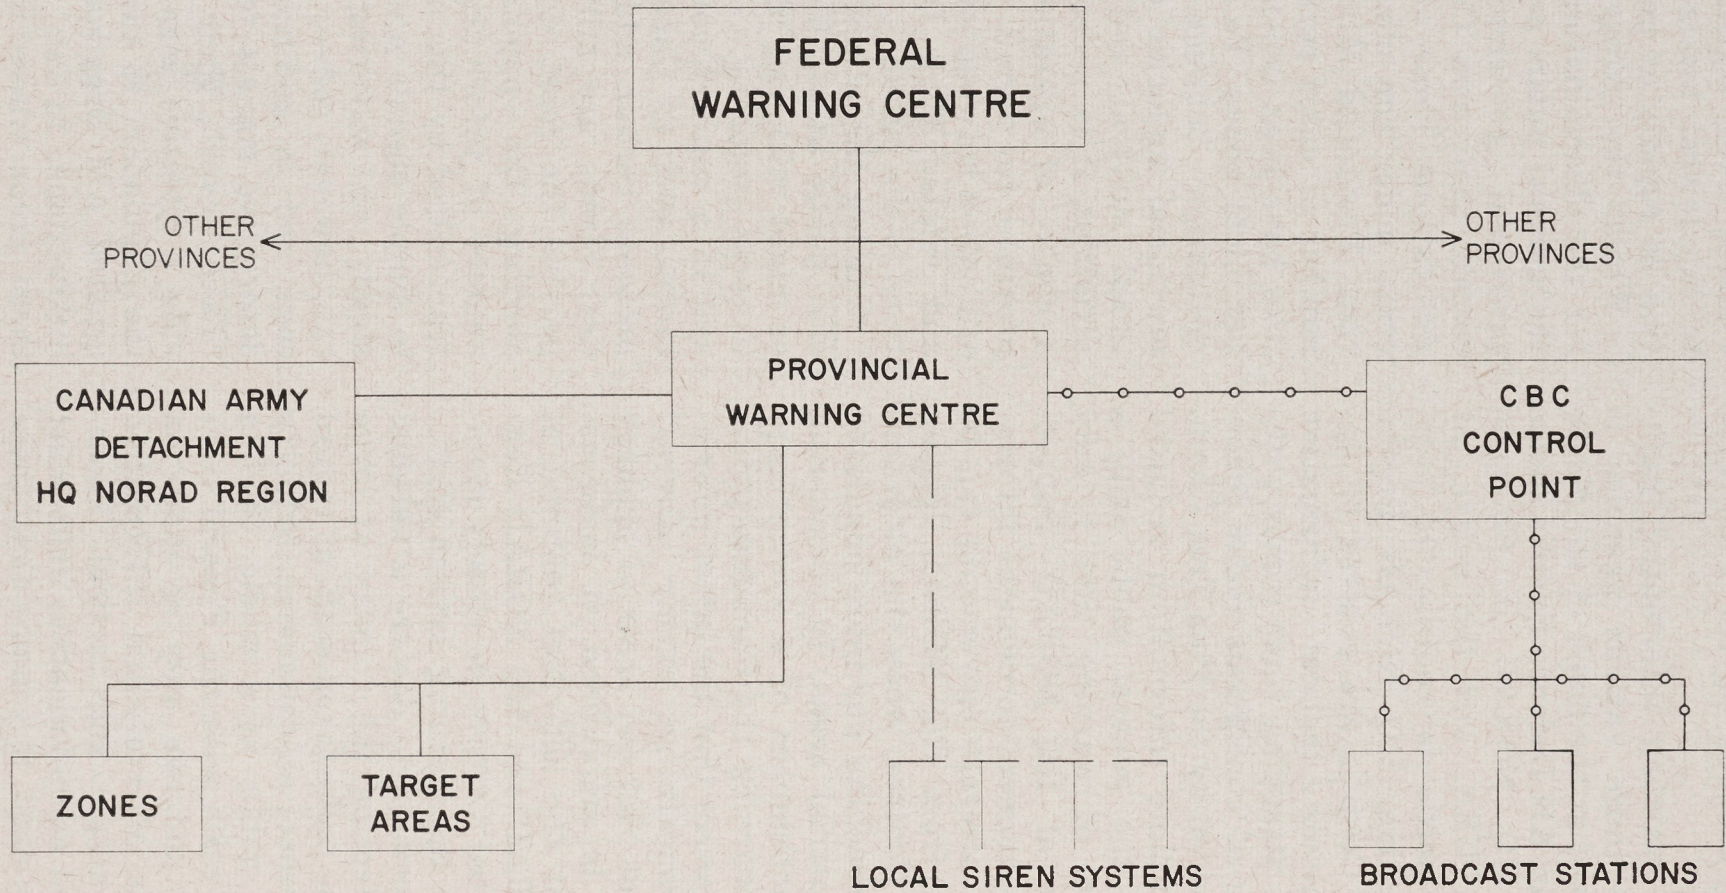 FEDERAL
WARNING CENTRE
OTHER
PROVINCES
OTHER
PROVINCES
CANADIAN ARMY
DETACHMENT
HQ NORAD REGION
PROVINCIAL
WARNING CENTRE
CBC
CONTROL
POINT
ZONES
TARGET
AREAS
LOCAL SIREN SYSTEMS
BROADCAST STATIONS